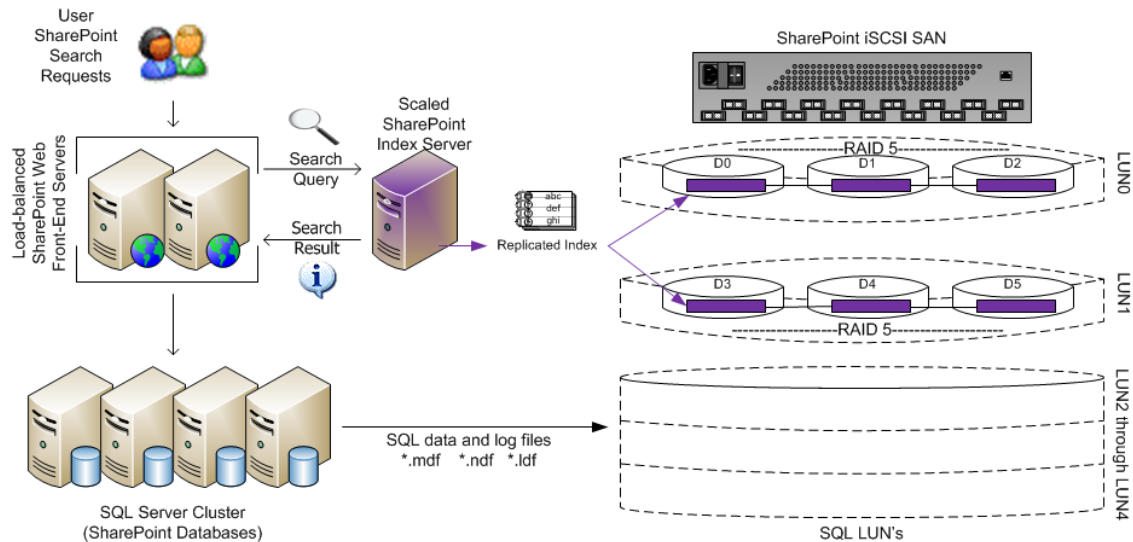 User
SharePoint
Search
Requests
Load-balanced
SharePoint Web
Front-End Servers
Search
Query
Search
Result
Scaled
SharePoint
Index Server
abc
def
ghi
Replicated Index
SharePoint iSCSI SAN
RAID 5
D0
D1
D2
LUN0
D3
D4
D5
RAID 5
LUN1
SQL Server Cluster
(SharePoint Databases)
SQL data and log files
*.mdf *.ndf *.ldf
LUN2 through
LUN4
SQL LUN's